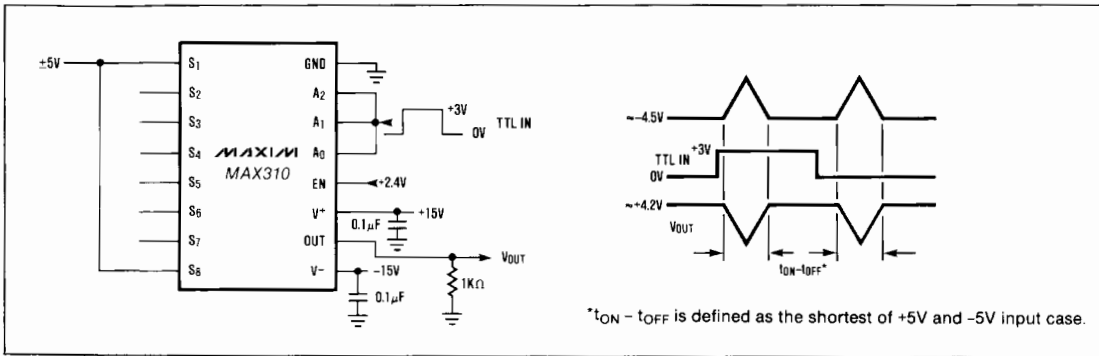 ±5V
S1 GND
S2 A2
S3 A1
S4 A0
MAXIM
MAX310
S5 EN
S6 V+
S7 OUT
S8 V−
+3V
0V
TTL IN
+2.4V
+15V
0.1µF
VOUT
−15V
0.1µF
1KΩ
≈−4.5V
TTL IN +3V
0V
≈+4.2V
VOUT
tON−tOFF*
*tON − tOFF is defined as the shortest of +5V and −5V input case.